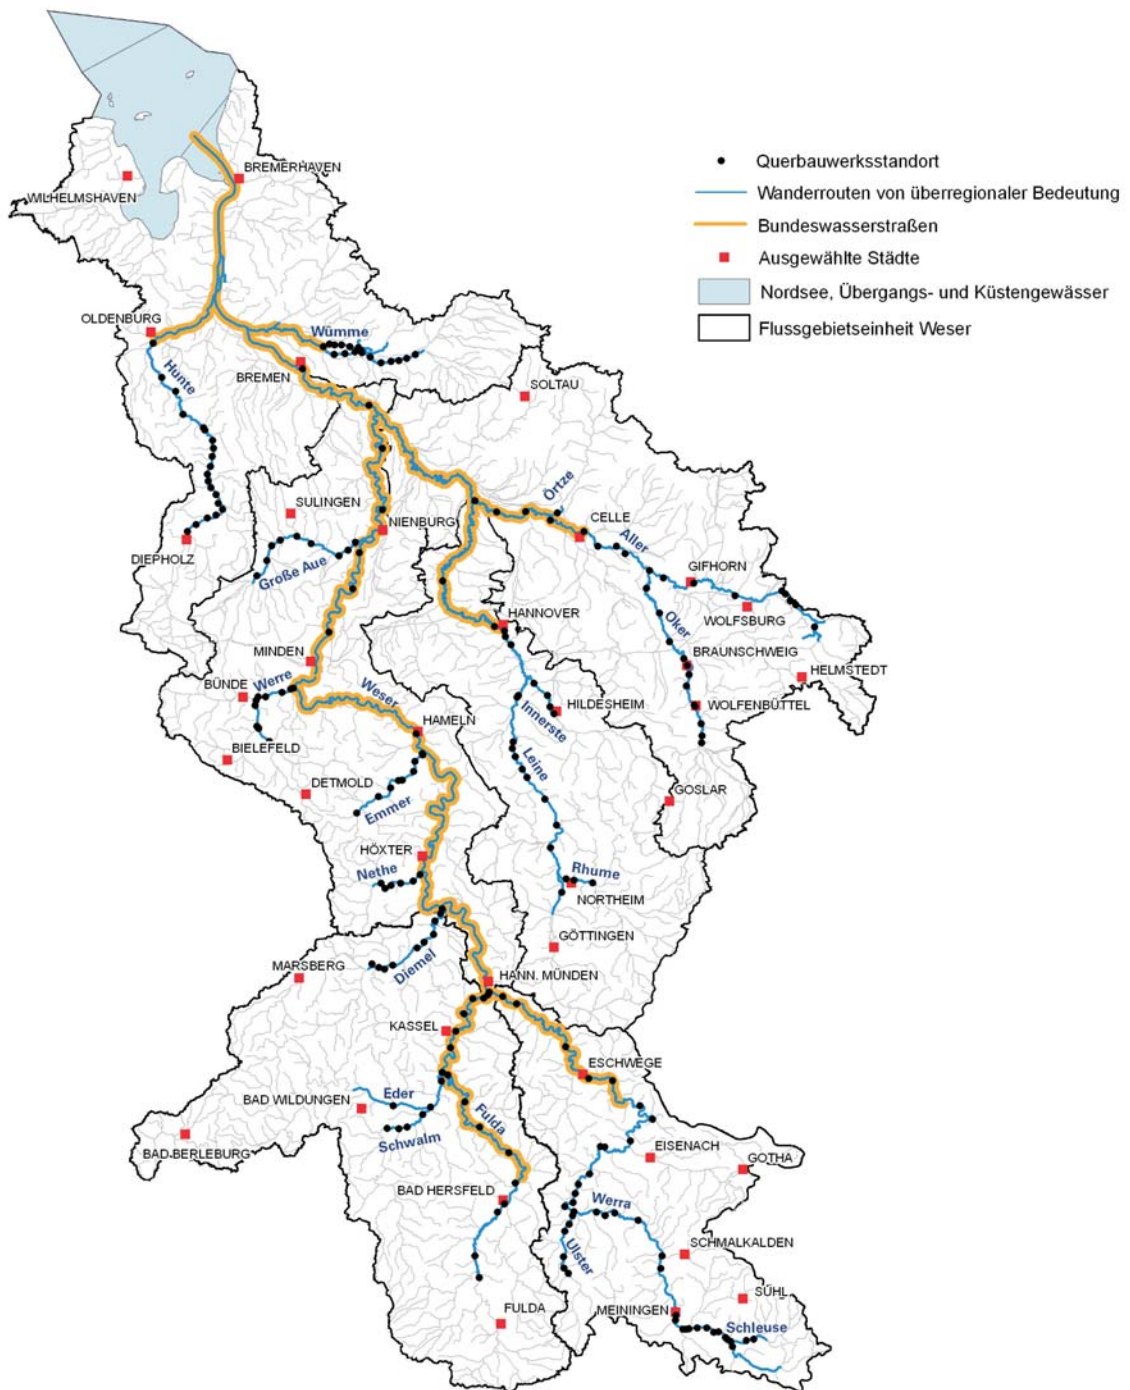 BREMERHAVEN
WILHELMSHAVEN
Querbauwerksstandort
Wanderrouten von überregionaler Bedeutung
Bundeswasserstraßen
Ausgewählte Städte
Nordsee, Übergangs- und Küstengewässer
Flussgebietseinheit Weser
OLDENBURG
Wümme
Hunte
BREMEN
SOLTAU
SULINGEN
Örtze
NIENBURG
CELLE
DIEPHOLZ
Große Aue
Aller
GIFHORN
HANNOVER
WOLFSBURG
Oker
MINDEN
BRAUNSCHWEIG
HELMSTEDT
BÜNDE
Werre
Weser
HILDESHEIM
WOLFENBÜTTEL
Innerste
HAMELN
BIELEFELD
Leine
DETMOLD
Emmer
GOSLAR
HÖXTER
Nethe
Rhume
NORTHEIM
GÖTTINGEN
MARSBERG
Diemel
HANN. MÜNDEN
KASSEL
ESCHWEGE
BAD WILDUNGEN
Eder
Fulda
Schwalm
BAD BERLEBURG
EISENACH
GOTHA
BAD HERSFELD
Werra
Ulster
SCHMALKALDEN
SÜHL
FULDA
MEININGEN
Schleuse